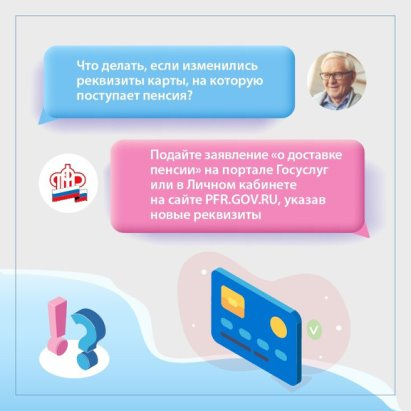 Что делать, если изменились
реквизиты карты, на которую
поступает пенсия?
Подайте заявление «о доставке
пенсии» на портале Госуслуг
или в Личном кабинете
на сайте PFR.GOV.RU, указав
новые реквизиты
ПФР
!?